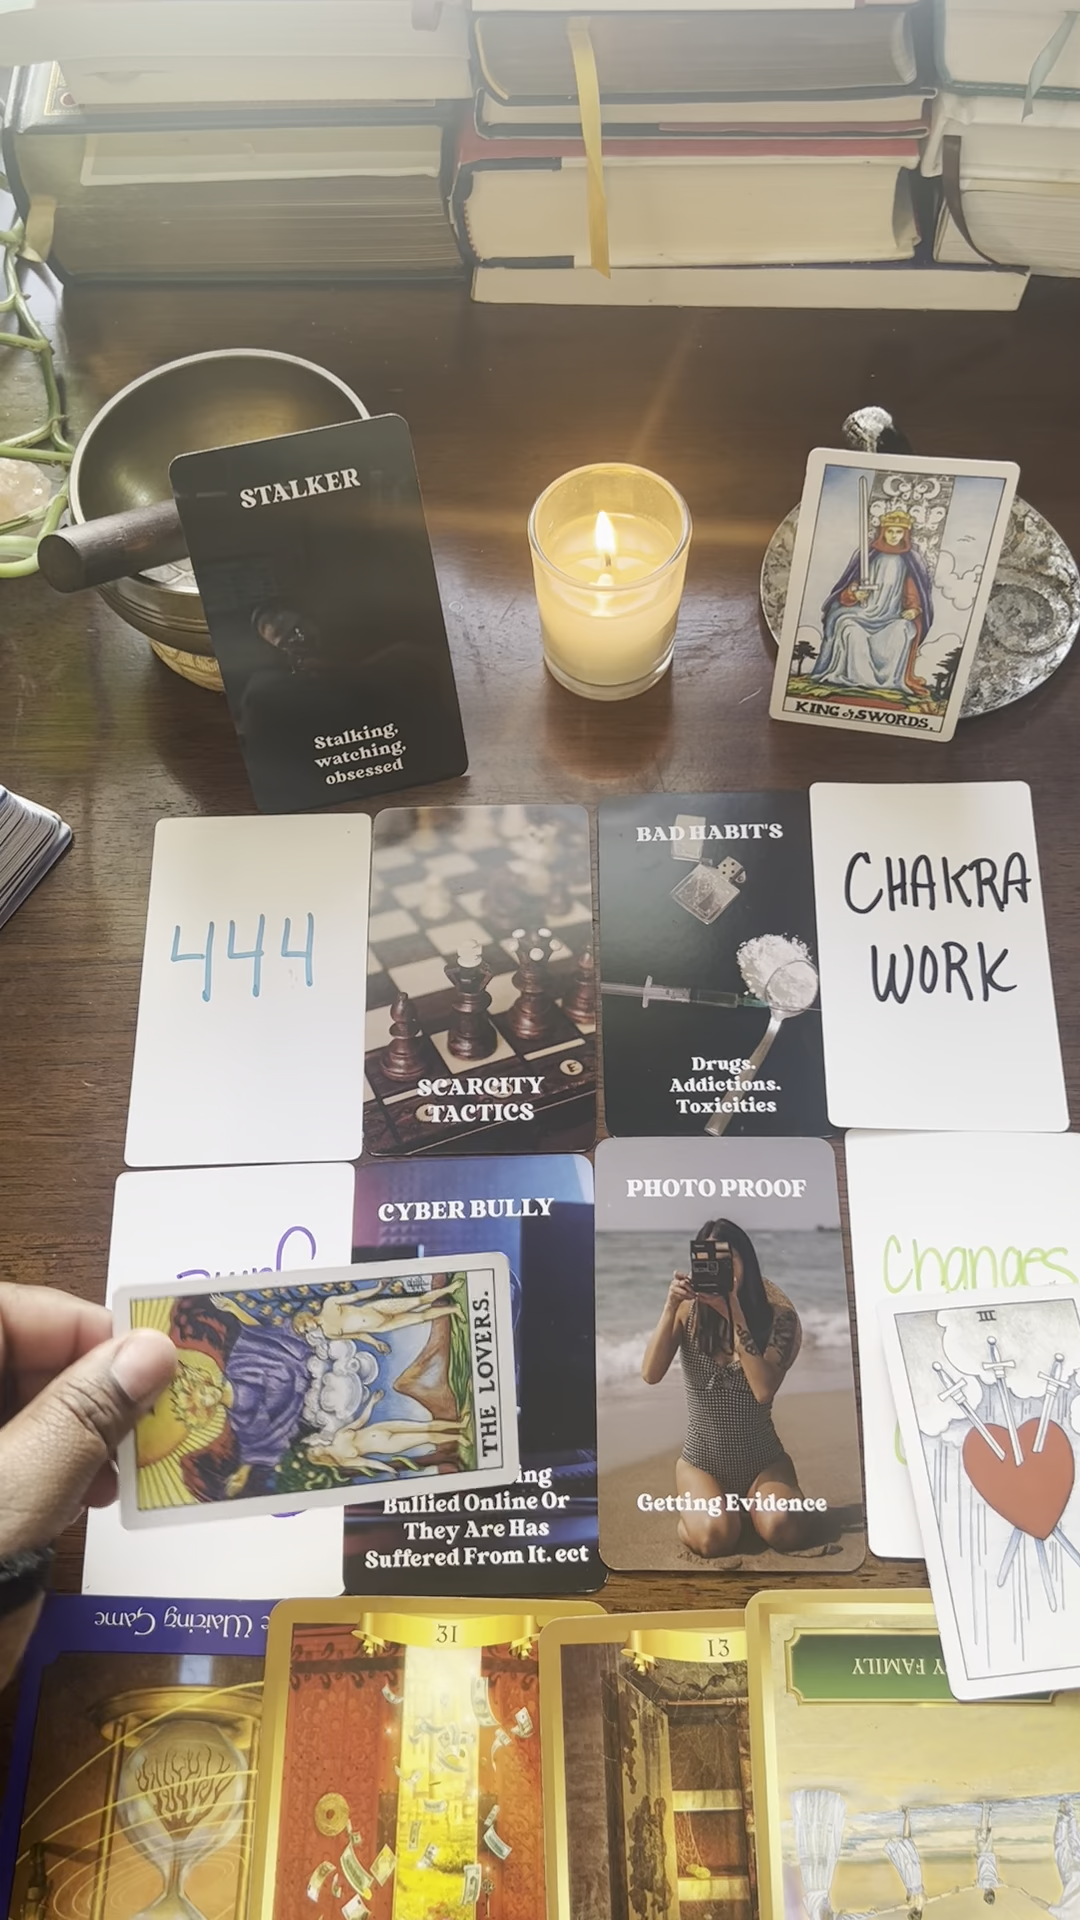 STALKER
Stalking,
watching,
obsessed
KING of SWORDS.
444
SCARCITY
TACTICS
BAD HABIT'S
Drugs.
Addictions.
Toxicities
CHAKRA
WORK
CYBER BULLY
Bullied Online Or
They Are Has
Suffered From It. ect
PHOTO PROOF
Getting Evidence
Changes
THE LOVERS.
III
Waiting Game
31
13
FAMILY